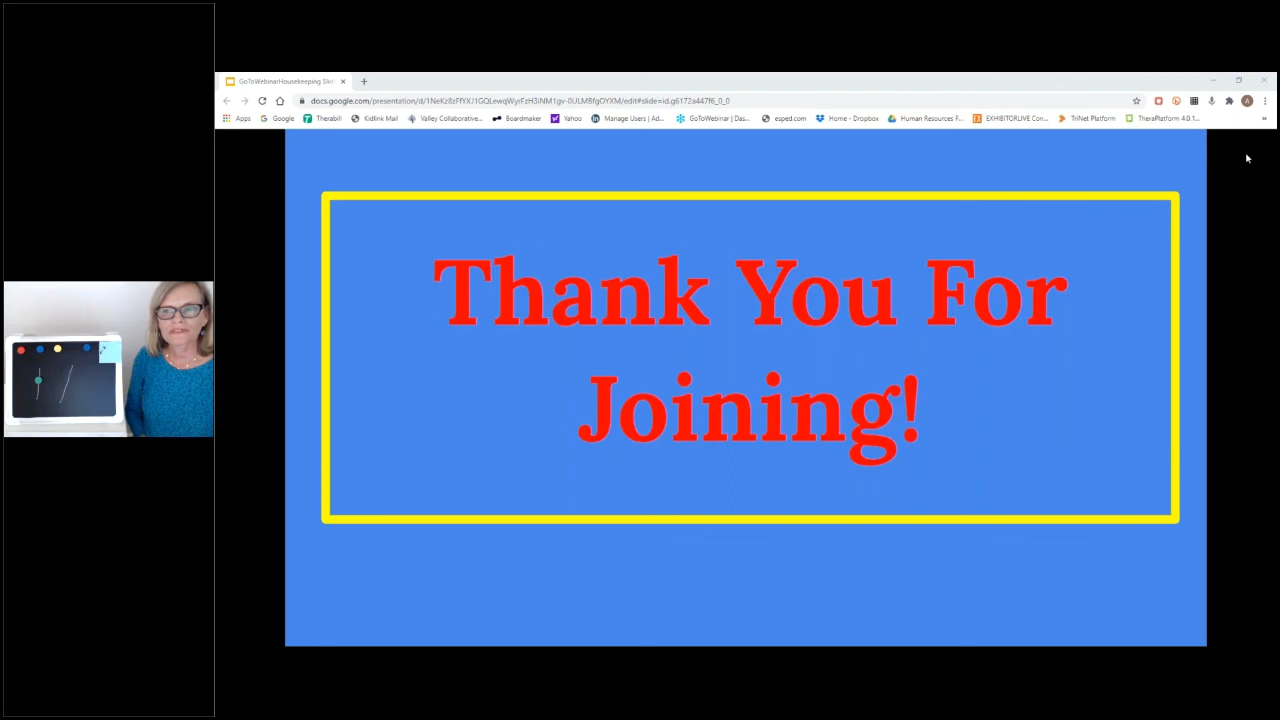 GoToWebinarHousekeeping Slid
docs.google.com/presentation/d/1NeKz8zFfYXJ1GQLewqWyrFzH3iNM1gv-0ULMBfgOYXM/edit#slide=id.g6172a447f6_0_0
A
Apps Google Therabill Kidlink Mail Valley Collaborative... Boardmaker Yahoo Manage Users | Ad... GoToWebinar | Das... esped.com Home - Dropbox Human Resources F... EXHIBITORLIVE Con... TriNet Platform TheraPlatform 4.0.1...
Thank You For
Joining!